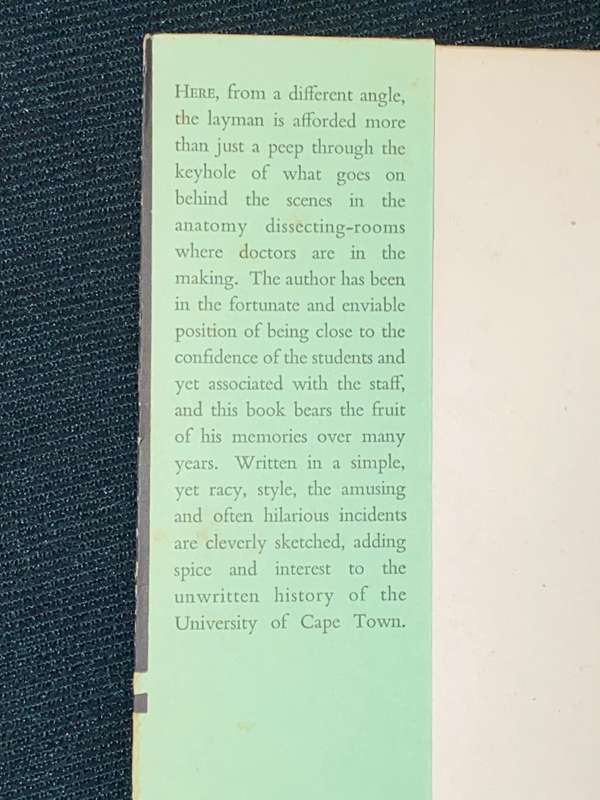 HERE, from a different angle,
the layman is afforded more
than just a peep through the
keyhole of what goes on
behind the scenes in the
anatomy dissecting-rooms
where doctors are in the
making. The author has been
in the fortunate and enviable
position of being close to the
confidence of the students and
yet associated with the staff,
and this book bears the fruit
of his memories over many
years. Written in a simple,
yet racy, style, the amusing
and often hilarious incidents
are cleverly sketched, adding
spice and interest to the
unwritten history of the
University of Cape Town.